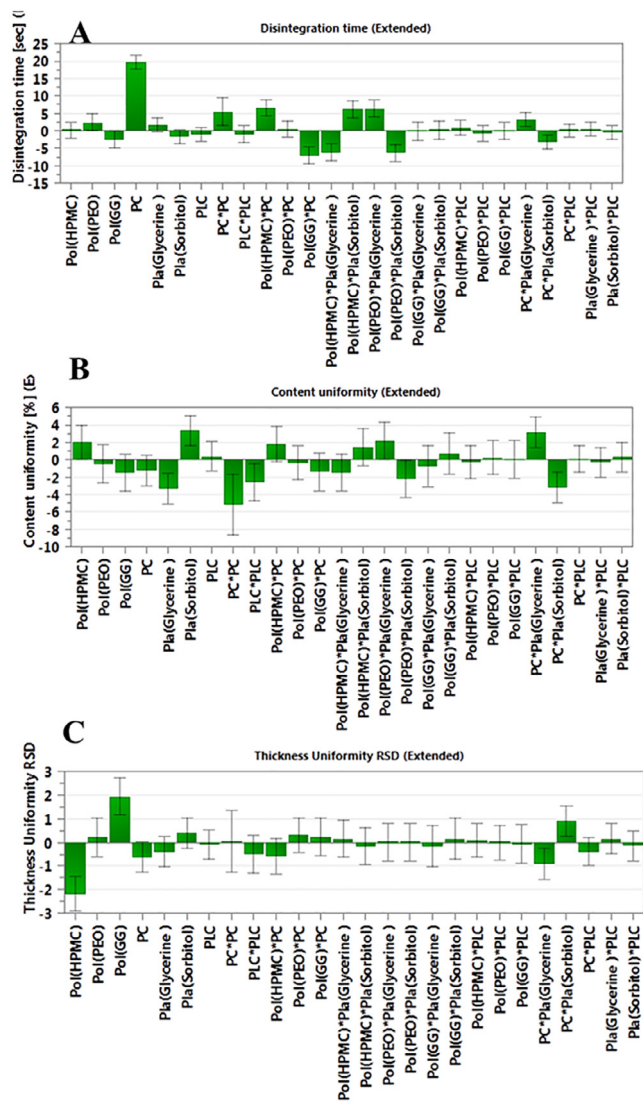 A
Disintegration time (Extended)
Disintegration time [sec] (
25
20
15
10
5
0
-5
-10
-15
Pol(HPMC)
Pol(PEO)
Pol(GG)
PC
Pla(Glycerine )
Pla(Sorbitol)
PLC
PC*PC
PLC*PLC
Pol(HPMC)*PC
Pol(PEO)*PC
Pol(GG)*PC
Pol(HPMC)*Pla(Glycerine )
Pol(HPMC)*Pla(Sorbitol)
Pol(PEO)*Pla(Glycerine )
Pol(PEO)*Pla(Sorbitol)
Pol(GG)*Pla(Glycerine )
Pol(GG)*Pla(Sorbitol)
Pol(HPMC)*PLC
Pol(PEO)*PLC
Pol(GG)*PLC
PC*Pla(Glycerine )
PC*Pla(Sorbitol)
PC*PLC
Pla(Glycerine )*PLC
Pla(Sorbitol)*PLC
B
Content uniformity (Extended)
Content uniformity [%] (E
6
4
2
0
-2
-4
-6
-8
-10
Pol(HPMC)
Pol(PEO)
Pol(GG)
PC
Pla(Glycerine )
Pla(Sorbitol)
PLC
PC*PC
PLC*PLC
Pol(HPMC)*PC
Pol(PEO)*PC
Pol(GG)*PC
Pol(HPMC)*Pla(Glycerine )
Pol(HPMC)*Pla(Sorbitol)
Pol(PEO)*Pla(Glycerine )
Pol(PEO)*Pla(Sorbitol)
Pol(GG)*Pla(Glycerine )
Pol(GG)*Pla(Sorbitol)
Pol(HPMC)*PLC
Pol(PEO)*PLC
Pol(GG)*PLC
PC*Pla(Glycerine )
PC*Pla(Sorbitol)
PC*PLC
Pla(Glycerine )*PLC
Pla(Sorbitol)*PLC
C
Thickness Uniformity RSD (Extended)
Thickness Uniformity RSD
3
2
1
0
-1
-2
-3
Pol(HPMC)
Pol(PEO)
Pol(GG)
PC
Pla(Glycerine )
Pla(Sorbitol)
PLC
PC*PC
PLC*PLC
Pol(HPMC)*PC
Pol(PEO)*PC
Pol(GG)*PC
Pol(HPMC)*Pla(Glycerine )
Pol(HPMC)*Pla(Sorbitol)
Pol(PEO)*Pla(Glycerine )
Pol(PEO)*Pla(Sorbitol)
Pol(GG)*Pla(Glycerine )
Pol(GG)*Pla(Sorbitol)
Pol(HPMC)*PLC
Pol(PEO)*PLC
Pol(GG)*PLC
PC*Pla(Glycerine )
PC*Pla(Sorbitol)
PC*PLC
Pla(Glycerine )*PLC
Pla(Sorbitol)*PLC